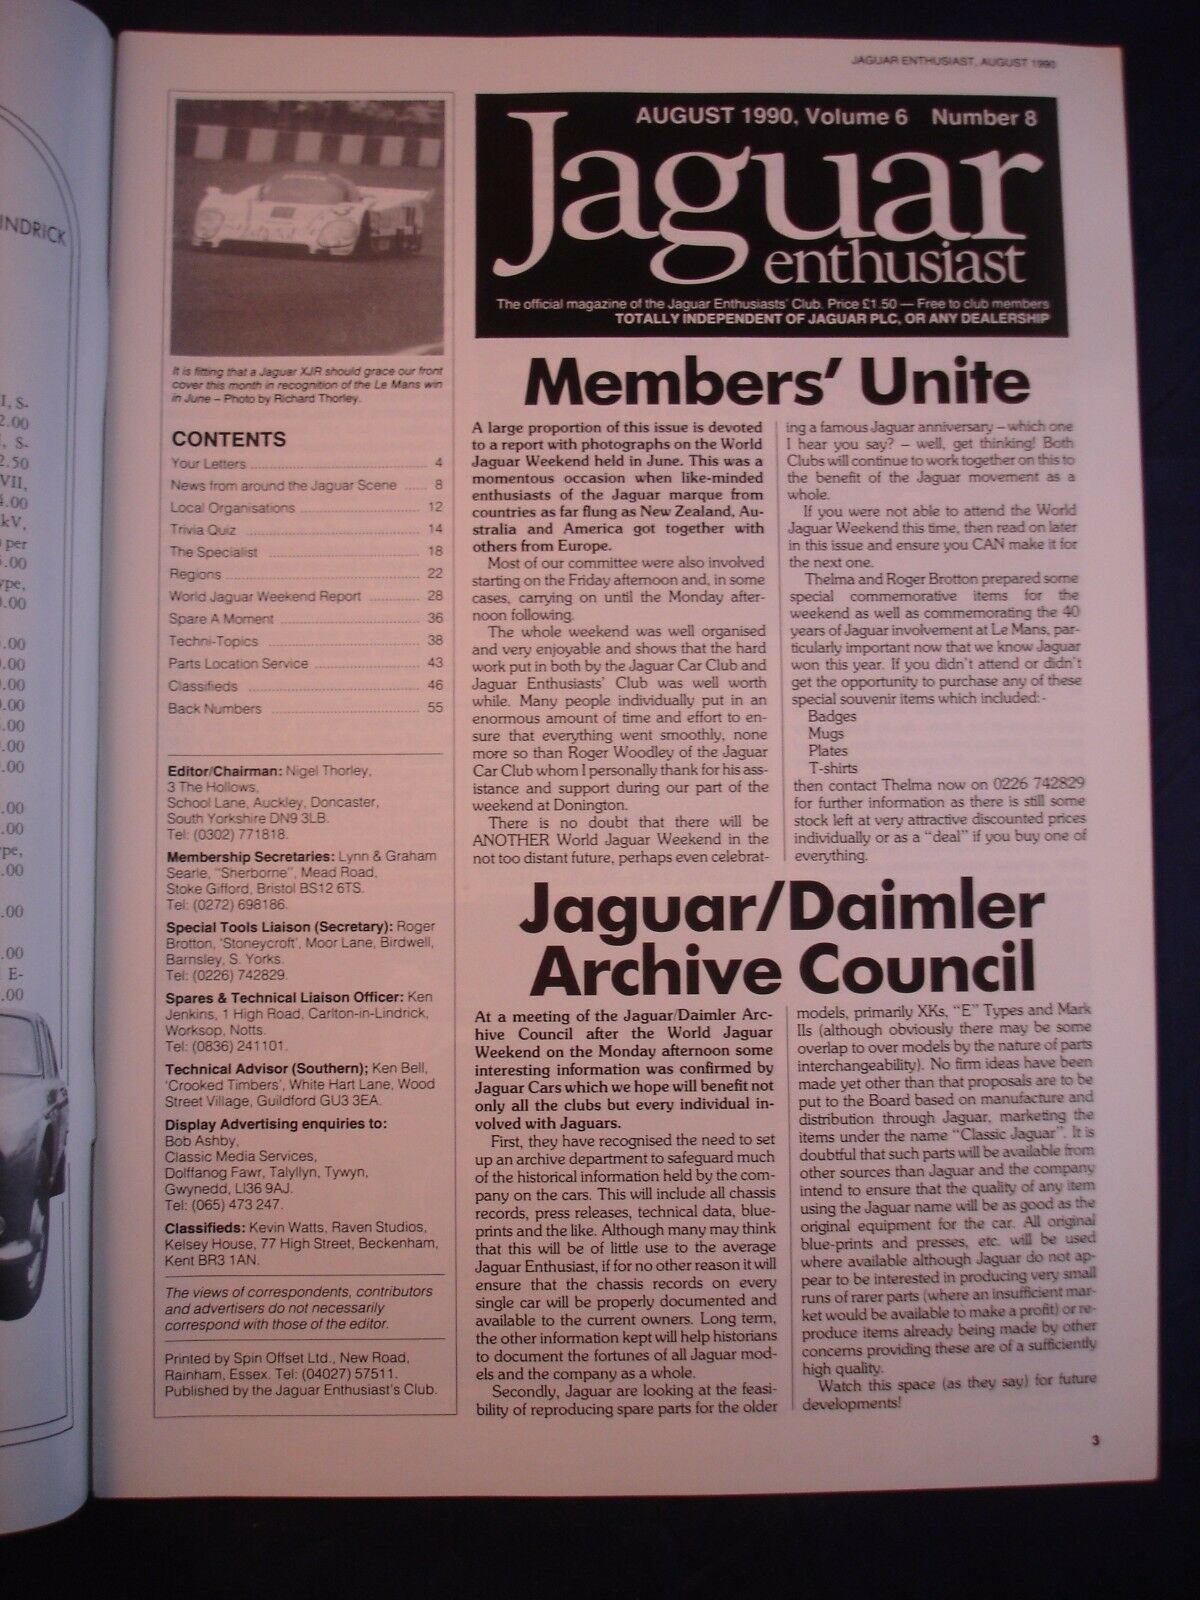 INDRICK
I, S-
2.00
S-
2.50
VII,
4.00
kV,
per
.00
ype,
0.00
.00
.00
.00
.00
.00
.00
.00
.00
.00
ype,
.00
.00
.00
E-
.00
JAGUAR ENTHUSIAST, AUGUST 1990
It is fitting that a Jaguar XJR should grace our front
cover this month in recognition of the Le Mans win
in June – Photo by Richard Thorley.
CONTENTS
Your Letters 4
News from around the Jaguar Scene 8
Local Organisations 12
Trivia Quiz 14
The Specialist 18
Regions 22
World Jaguar Weekend Report 28
Spare A Moment 36
Techni-Topics 38
Parts Location Service 43
Classifieds 46
Back Numbers 55
Editor/Chairman: Nigel Thorley,
3 The Hollows,
School Lane, Auckley, Doncaster,
South Yorkshire DN9 3LB.
Tel: (0302) 771818.
Membership Secretaries: Lynn & Graham
Searle, "Sherborne", Mead Road,
Stoke Gifford, Bristol BS12 6TS.
Tel: (0272) 698186.
Special Tools Liaison (Secretary): Roger
Brotton, 'Stoneycroft', Moor Lane, Birdwell,
Barnsley, S. Yorks.
Tel: (0226) 742829.
Spares & Technical Liaison Officer: Ken
Jenkins, 1 High Road, Carlton-in-Lindrick,
Worksop, Notts.
Tel: (0836) 241101.
Technical Advisor (Southern); Ken Bell,
'Crooked Timbers', White Hart Lane, Wood
Street Village, Guildford GU3 3EA.
Display Advertising enquiries to:
Bob Ashby,
Classic Media Services,
Dolffanog Fawr, Talyllyn, Tywyn,
Gwynedd, Ll36 9AJ.
Tel: (065) 473 247.
Classifieds: Kevin Watts, Raven Studios,
Kelsey House, 77 High Street, Beckenham,
Kent BR3 1AN.
The views of correspondents, contributors
and advertisers do not necessarily
correspond with those of the editor.
Printed by Spin Offset Ltd., New Road,
Rainham, Essex. Tel: (04027) 57511.
Published by the Jaguar Enthusiast's Club.
AUGUST 1990, Volume 6 Number 8
Jaguar
enthusiast
The official magazine of the Jaguar Enthusiasts' Club. Price £1.50 — Free to club members
TOTALLY INDEPENDENT OF JAGUAR PLC, OR ANY DEALERSHIP
Members' Unite
A large proportion of this issue is devoted
to a report with photographs on the World
Jaguar Weekend held in June. This was a
momentous occasion when like-minded
enthusiasts of the Jaguar marque from
countries as far flung as New Zealand, Au-
stralia and America got together with
others from Europe.
Most of our committee were also involved
starting on the Friday afternoon and, in some
cases, carrying on until the Monday after-
noon following.
The whole weekend was well organised
and very enjoyable and shows that the hard
work put in both by the Jaguar Car Club and
Jaguar Enthusiasts' Club was well worth
while. Many people individually put in an
enormous amount of time and effort to en-
sure that everything went smoothly, none
more so than Roger Woodley of the Jaguar
Car Club whom I personally thank for his ass-
istance and support during our part of the
weekend at Donington.
There is no doubt that there will be
ANOTHER World Jaguar Weekend in the
not too distant future, perhaps even celebrat-
ing a famous Jaguar anniversary – which one
I hear you say? – well, get thinking! Both
Clubs will continue to work together on this to
the benefit of the Jaguar movement as a
whole.
If you were not able to attend the World
Jaguar Weekend this time, then read on later
in this issue and ensure you CAN make it for
the next one.
Thelma and Roger Brotton prepared some
special commemorative items for the
weekend as well as commemorating the 40
years of Jaguar involvement at Le Mans, par-
ticularly important now that we know Jaguar
won this year. If you didn't attend or didn't
get the opportunity to purchase any of these
special souvenir items which included:-
Badges
Mugs
Plates
T-shirts
then contact Thelma now on 0226 742829
for further information as there is still some
stock left at very attractive discounted prices
individually or as a "deal" if you buy one of
everything.
Jaguar/Daimler
Archive Council
At a meeting of the Jaguar/Daimler Arc-
hive Council after the World Jaguar
Weekend on the Monday afternoon some
interesting information was confirmed by
Jaguar Cars which we hope will benefit not
only all the clubs but every individual in-
volved with Jaguars.
First, they have recognised the need to set
up an archive department to safeguard much
of the historical information held by the com-
pany on the cars. This will include all chassis
records, press releases, technical data, blue-
prints and the like. Although many may think
that this will be of little use to the average
Jaguar Enthusiast, if for no other reason it will
ensure that the chassis records on every
single car will be properly documented and
available to the current owners. Long term,
the other information kept will help historians
to document the fortunes of all Jaguar mod-
els and the company as a whole.
Secondly, Jaguar are looking at the feasi-
bility of reproducing spare parts for the older
models, primarily XKs, "E" Types and Mark
IIs (although obviously there may be some
overlap to over models by the nature of parts
interchangeability). No firm ideas have been
made yet other than that proposals are to be
put to the Board based on manufacture and
distribution through Jaguar, marketing the
items under the name "Classic Jaguar". It is
doubtful that such parts will be available from
other sources than Jaguar and the company
intend to ensure that the quality of any item
using the Jaguar name will be as good as the
original equipment for the car. All original
blue-prints and presses, etc. will be used
where available although Jaguar do not ap-
pear to be interested in producing very small
runs of rarer parts (where an insufficient mar-
ket would be available to make a profit) or re-
produce items already being made by other
concerns providing these are of a sufficiently
high quality.
Watch this space (as they say) for future
developments!
3